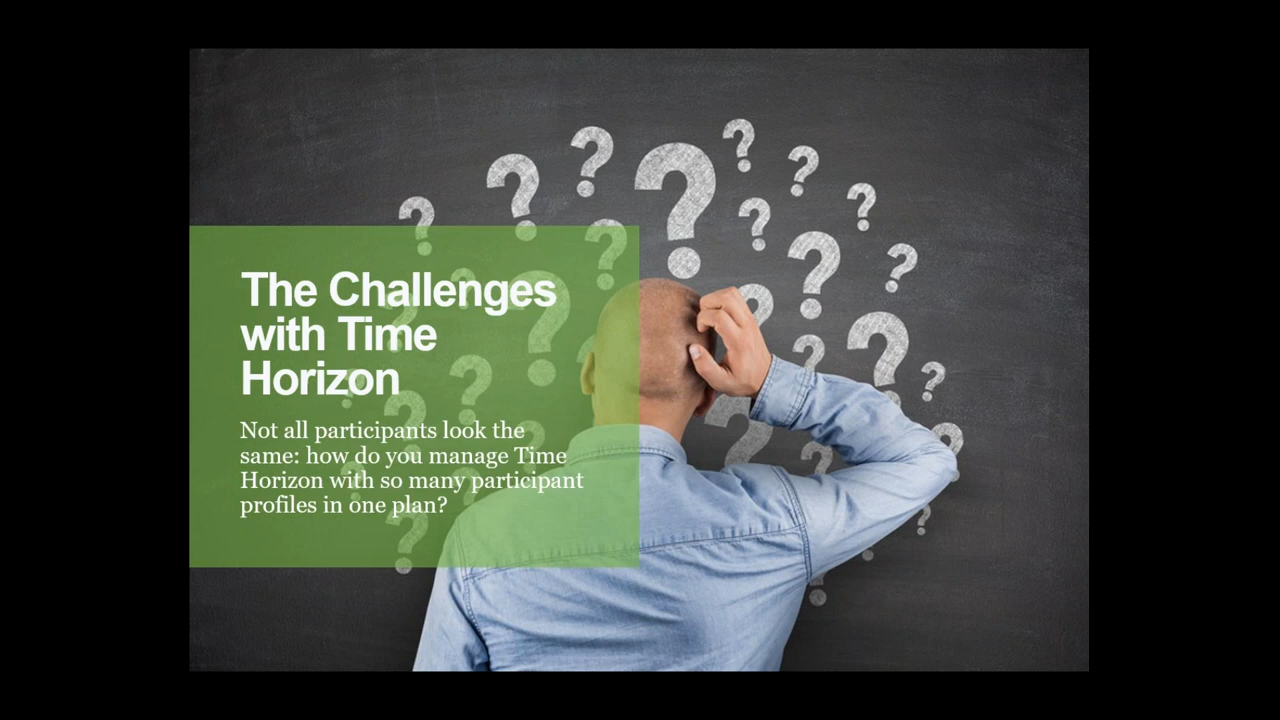 The Challenges
with Time
Horizon
Not all participants look the
same: how do you manage Time
Horizon with so many participant
profiles in one plan?